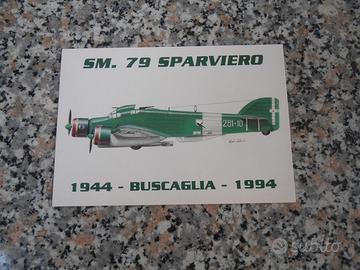 SM. 79 SPARVIERO
281-10
1944 - BUSCAGLIA - 1994
subito